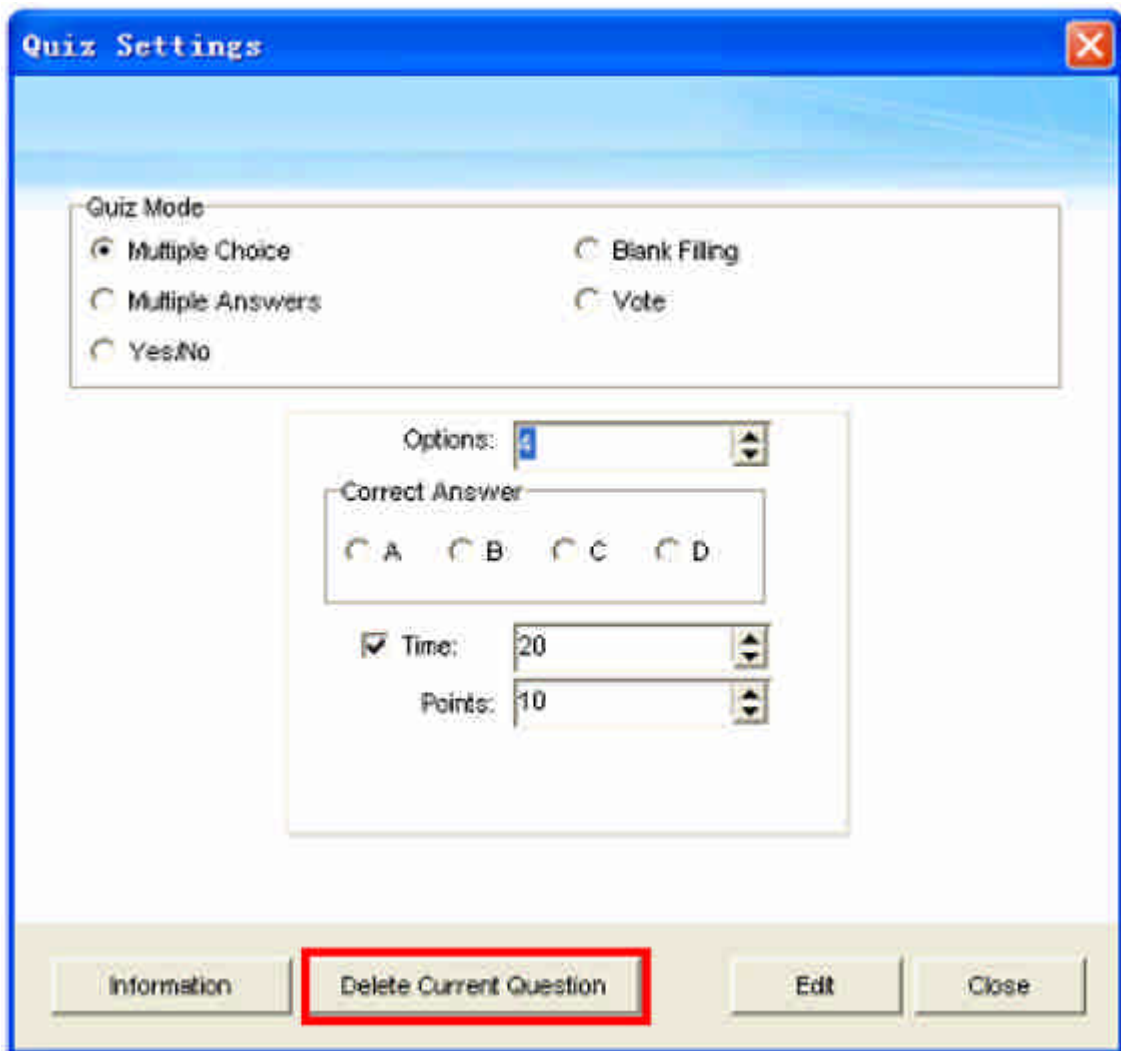 Quiz Settings
Quiz Mode
Multiple Choice Blank Filling
Multiple Answers Vote
Yes/No
Options: 4
Correct Answer
A B C D
Time: 20
Points: 10
Information Delete Current Question Edit Close